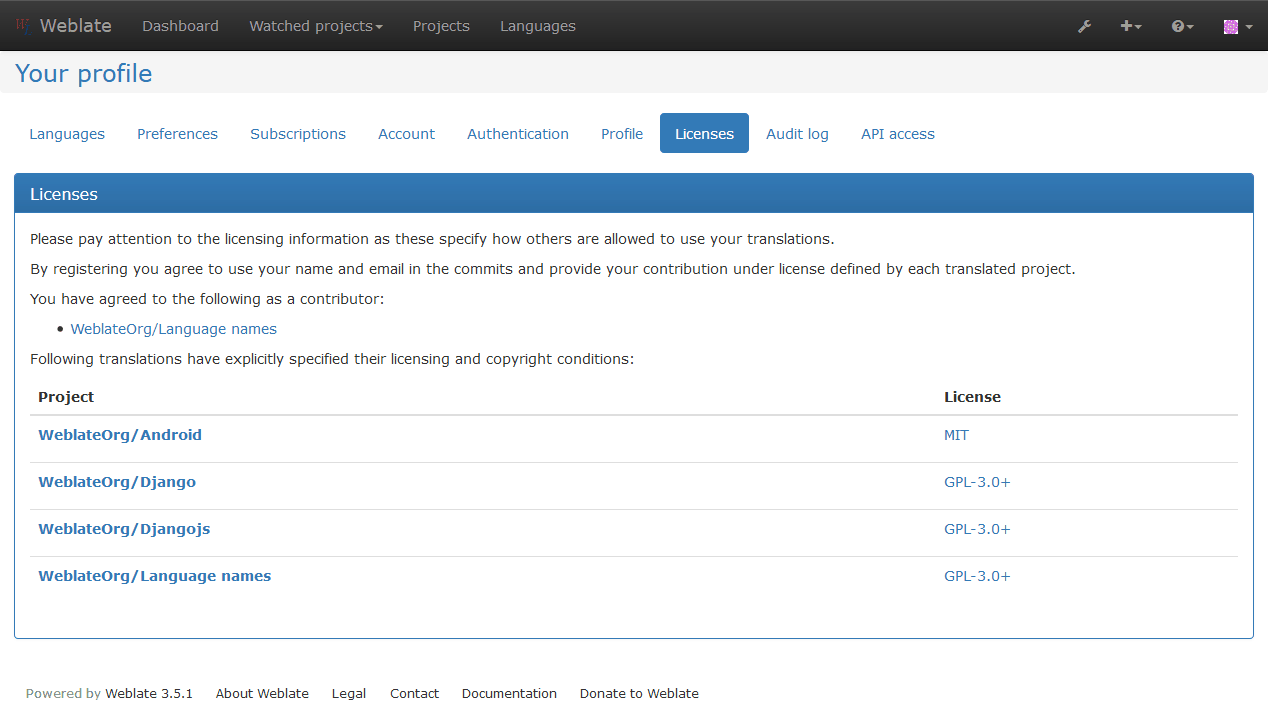 Weblate Dashboard Watched projects Projects Languages
Your profile
Languages Preferences Subscriptions Account Authentication Profile Licenses Audit log API access
Licenses
Please pay attention to the licensing information as these specify how others are allowed to use your translations.
By registering you agree to use your name and email in the commits and provide your contribution under license defined by each translated project.
You have agreed to the following as a contributor:
• WeblateOrg/Language names
Following translations have explicitly specified their licensing and copyright conditions:
Project License
WeblateOrg/Android MIT
WeblateOrg/Django GPL-3.0+
WeblateOrg/Djangojs GPL-3.0+
WeblateOrg/Language names GPL-3.0+
Powered by Weblate 3.5.1 About Weblate Legal Contact Documentation Donate to Weblate